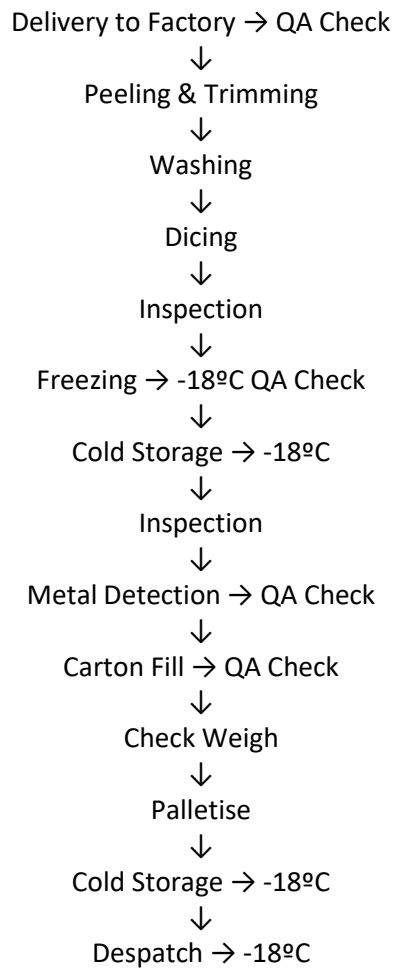 Delivery to Factory → QA Check
↓
Peeling & Trimming
↓
Washing
↓
Dicing
↓
Inspection
↓
Freezing → -18ºC QA Check
↓
Cold Storage → -18ºC
↓
Inspection
↓
Metal Detection → QA Check
↓
Carton Fill → QA Check
↓
Check Weigh
↓
Palletise
↓
Cold Storage → -18ºC
↓
Despatch → -18ºC